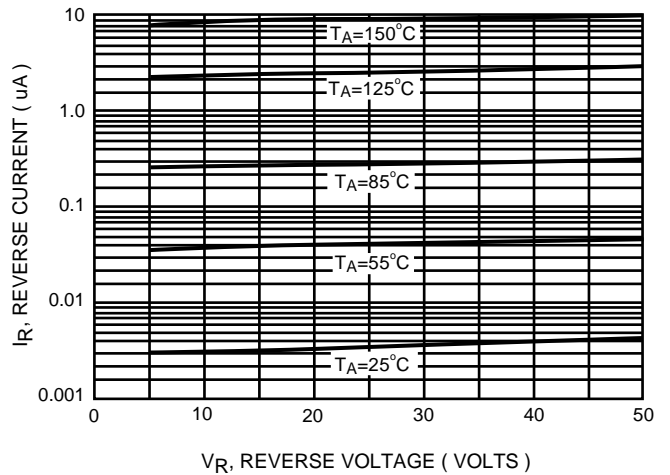 10
T_A=150°C
T_A=125°C
1.0
T_A=85°C
0.1
T_A=55°C
0.01
T_A=25°C
0.001
0 10 20 30 40 50
I_R, REVERSE CURRENT ( uA )
V_R, REVERSE VOLTAGE ( VOLTS )